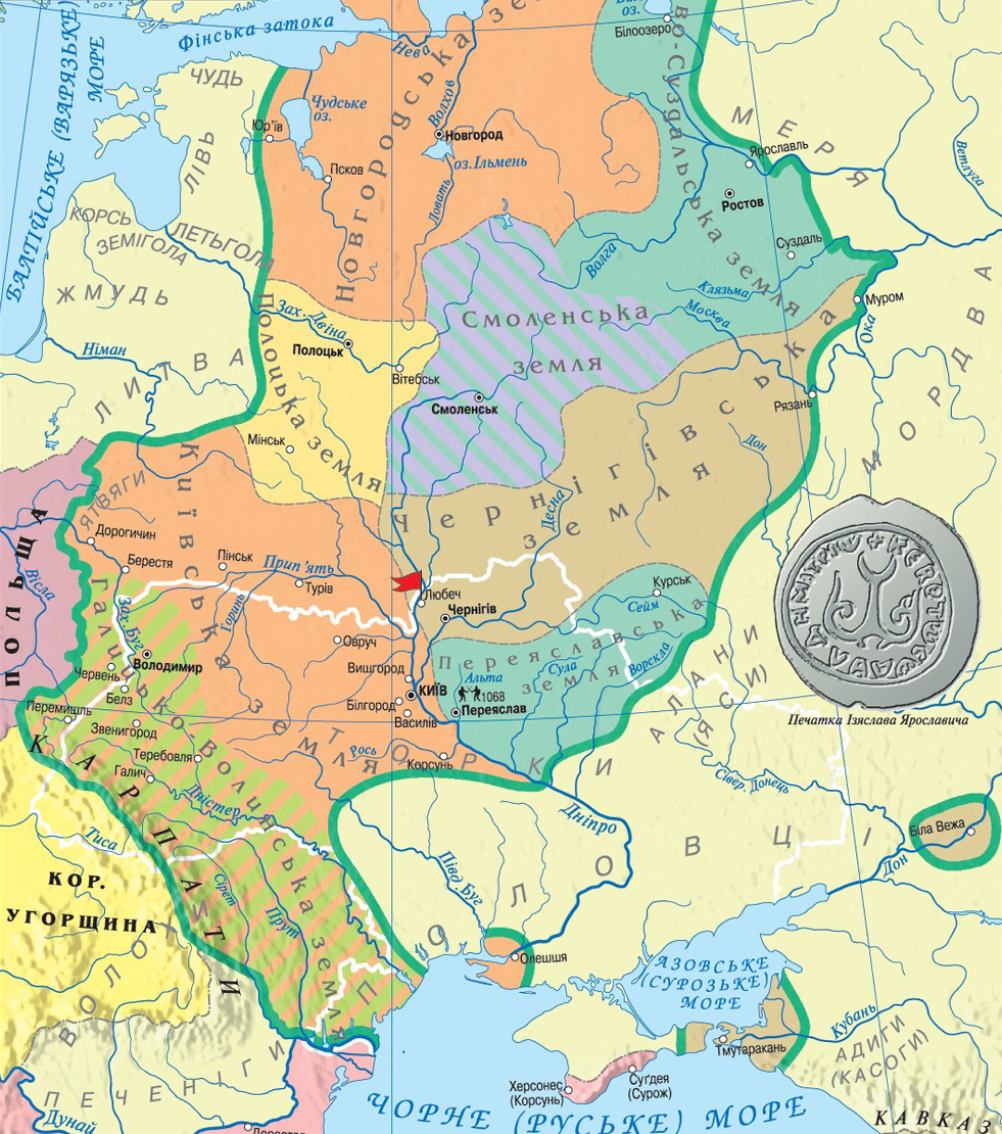 Фінська затока
БАЛТІЙСЬКЕ (ВАРЯЗЬКЕ)
МОРЕ
ЧУДЬ
Нева
Волхов
Білоозеро
оз.
Чудське
оз.
Юр'їв
Псков
Новгород
оз. Ільмень
Ловать
Новгородська
во-Суздальська земля
МЕРЯ
Ярославль
Ветлуга
Ростов
Суздаль
Волга
Клязьма
Москва
Муром
Ока
ЛІВЬ
КОРСЬ
ЗЕМІГОЛА
ЛЕТЬГОЛА
ЖМУДЬ
Німан
ЛИТВА
Зах. Двіна
Полоцьк
Вітебськ
Полоцька земля
Мінськ
Смоленська
земля
Смоленськ
Рязань
Дон
МОРДВА
Чернігівська
земля
Десна
ЯТВЯГИ
Дорогичин
Берестя
Пінськ
Прип'ять
Турів
Горинь
Київська земля
ПОЛЬЩА
Вісла
Зах. Буг
Любеч
Чернігів
Курськ
Сейм
Овруч
Вишгород
КИЇВ
Білгород
Василів
Переяславська
земля
Альта
1068
Переяслав
Сула
Ворскла
АЛАНИ
(ЯСИ)
Печатка Ізяслава Ярославича
Володимир
Червен
Белз
Перемишль
Звенигород
Теребовля
Галич
Галицько-Волинська земля
Рось
Корсунь
ТОРКИ
Дністер
КАРПАТИ
Тиса
КОР.
УГОРЩИНА
Сірет
Прут
Півд. Буг
Дніпро
ПОЛОВЦІ
Сівер. Донець
Біла Вежа
Дон
Олешшя
АЗОВСЬКЕ
(СУРОЗЬКЕ)
МОРЕ
Тмутаракань
Кубань
АДИГИ
(КАСОГИ)
Суґдея
(Сурож)
Херсонес
(Корсунь)
ВОЛОХИ
ПЕЧЕНІГИ
Дунай
ЧОРНЕ (РУСЬКЕ) МОРЕ
КАВКАЗ